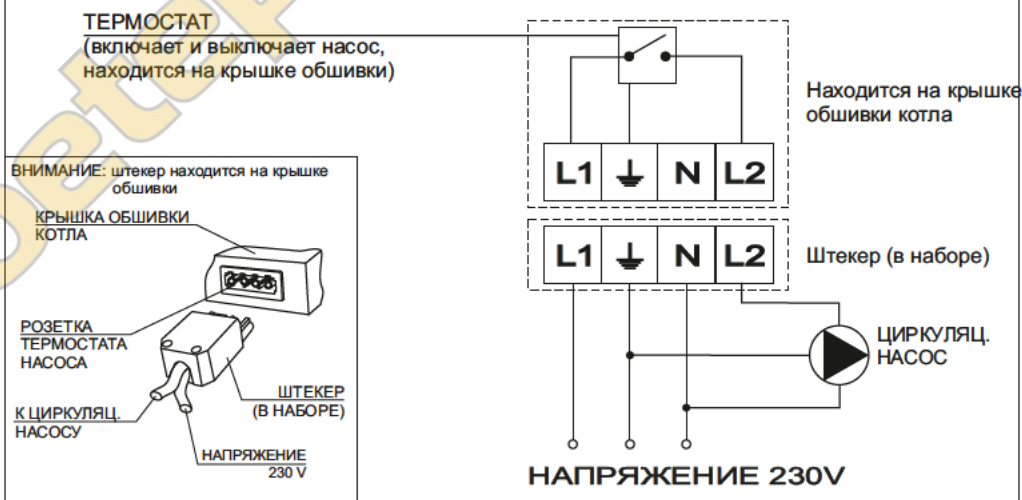 ТЕРМОСТАТ
(включает и выключает насос,
находится на крышке обшивки)
Находится на крышке
обшивки котла
L1 ⏚ N L2
L1 ⏚ N L2
Штекер (в наборе)
ЦИРКУЛЯЦ.
НАСОС
НАПРЯЖЕНИЕ 230V
ВНИМАНИЕ: штекер находится на крышке
обшивки
КРЫШКА ОБШИВКИ
КОТЛА
РОЗЕТКА
ТЕРМОСТАТА
НАСОСА
ШТЕКЕР
(В НАБОРЕ)
К ЦИРКУЛЯЦ.
НАСОСУ
НАПРЯЖЕНИЕ
230 V